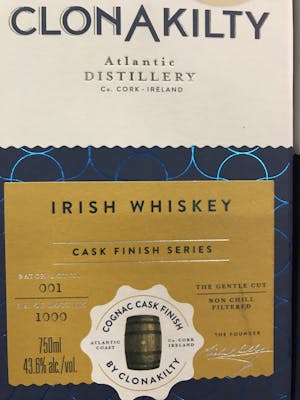 CLONAKILTY
Atlantic
DISTILLERY
Co. CORK - IRELAND
IRISH WHISKEY
CASK FINISH SERIES
001
1000
750ml
43.6% alc./vol.
COGNAC CASK FINISH
ATLANTIC
COAST
Co. CORK
IRELAND
BY CLONAKILTY
THE GENTLE CUT
NON CHILL
FILTERED
THE FOUNDER